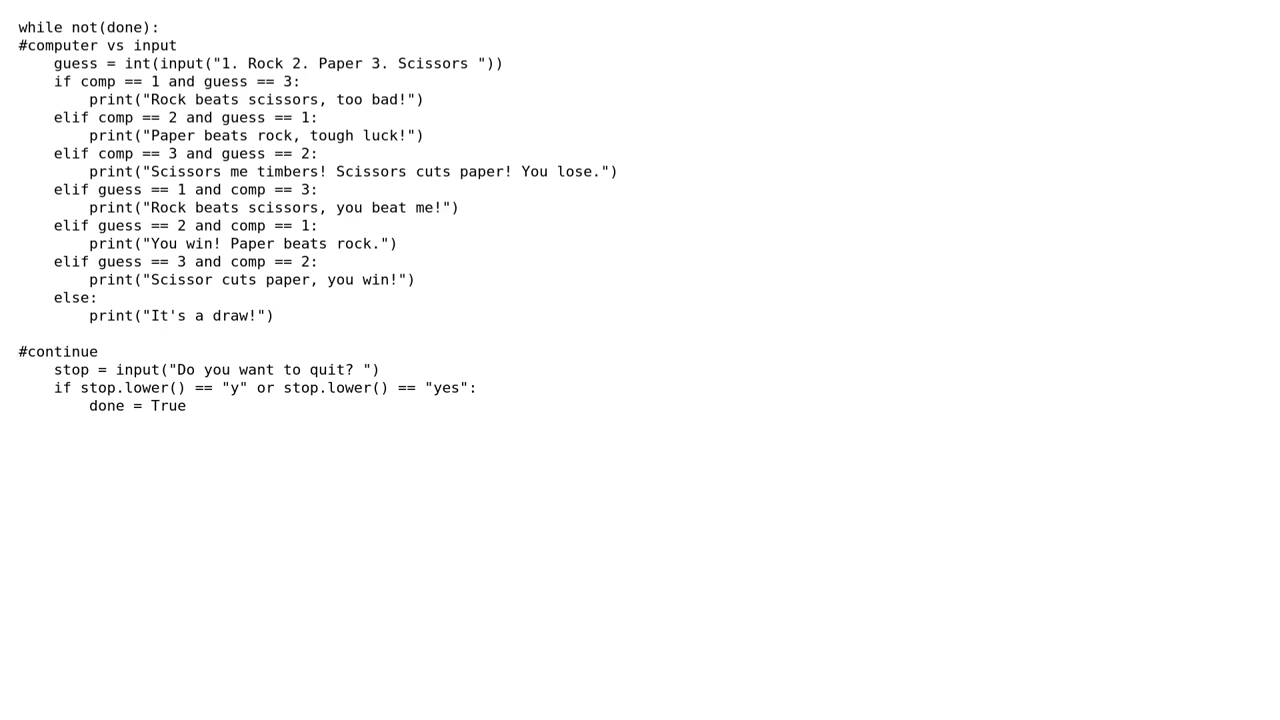 while not(done):
#computer vs input
    guess = int(input("1. Rock 2. Paper 3. Scissors "))
    if comp == 1 and guess == 3:
        print("Rock beats scissors, too bad!")
    elif comp == 2 and guess == 1:
        print("Paper beats rock, tough luck!")
    elif comp == 3 and guess == 2:
        print("Scissors me timbers! Scissors cuts paper! You lose.")
    elif guess == 1 and comp == 3:
        print("Rock beats scissors, you beat me!")
    elif guess == 2 and comp == 1:
        print("You win! Paper beats rock.")
    elif guess == 3 and comp == 2:
        print("Scissor cuts paper, you win!")
    else:
        print("It's a draw!")

#continue
    stop = input("Do you want to quit? ")
    if stop.lower() == "y" or stop.lower() == "yes":
        done = True